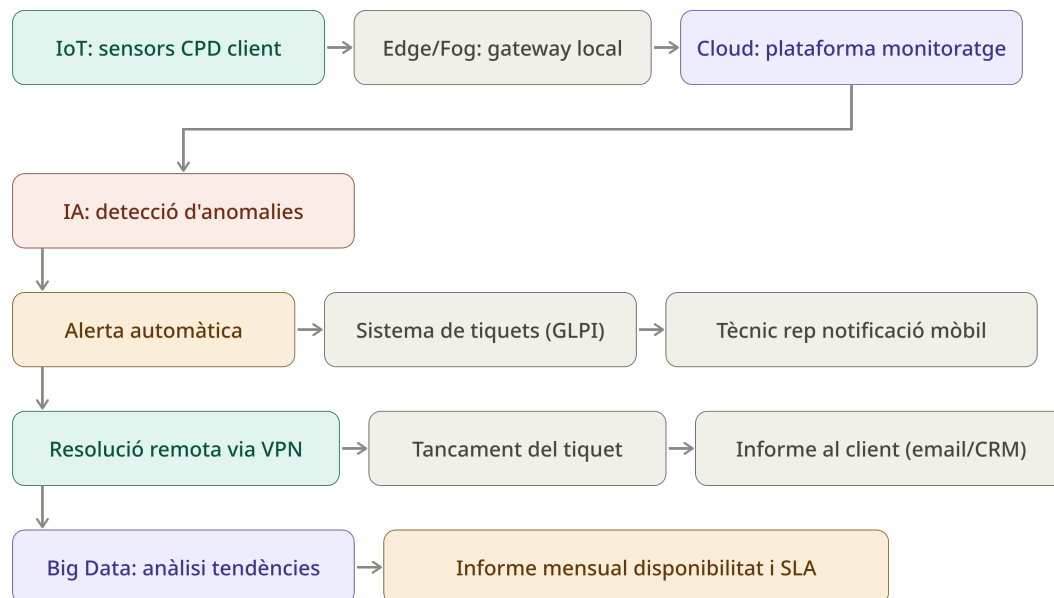 IoT: sensors CPD client
Edge/Fog: gateway local
Cloud: plataforma monitoratge
IA: detecció d'anomalies
Alerta automàtica
Sistema de tiquets (GLPI)
Tècnic rep notificació mòbil
Resolució remota via VPN
Tancament del tiquet
Informe al client (email/CRM)
Big Data: anàlisi tendències
Informe mensual disponibilitat i SLA